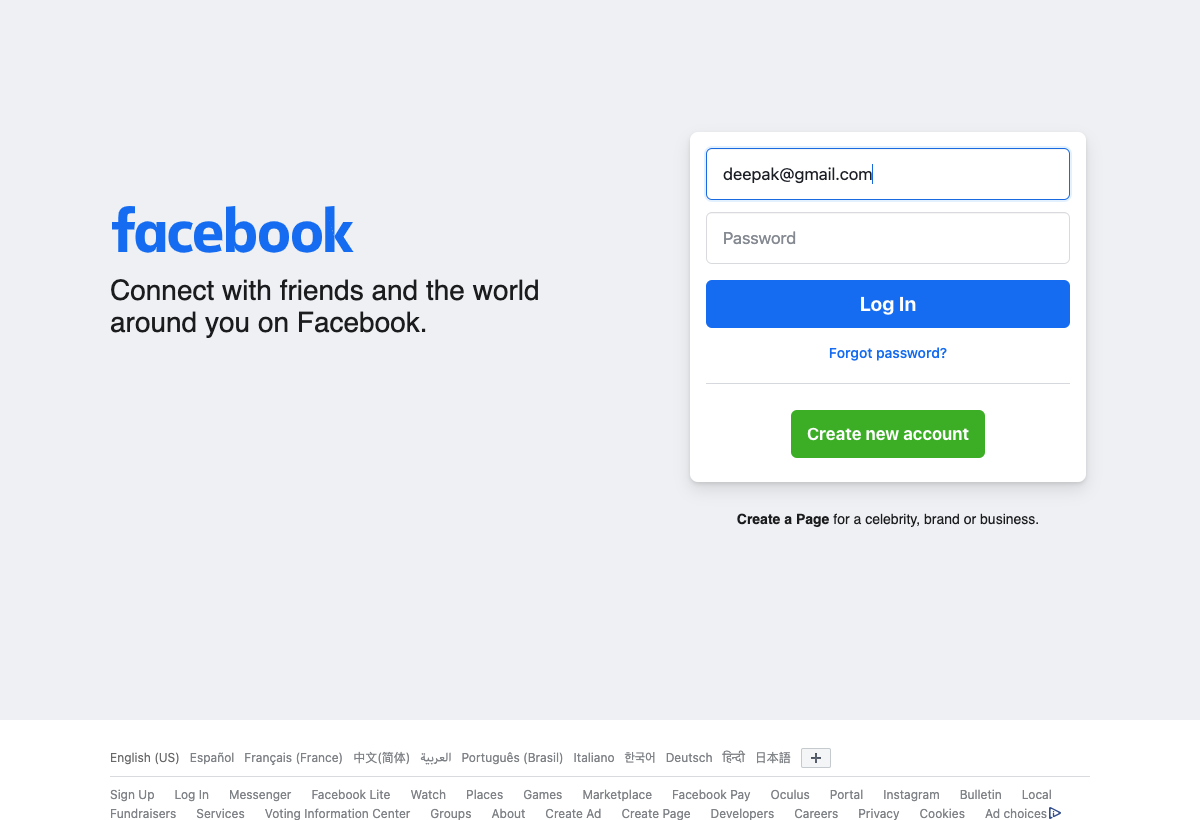 facebook
Connect with friends and the world
around you on Facebook.
deepak@gmail.com
Password
Log In
Forgot password?
Create new account
Create a Page for a celebrity, brand or business.
English (US) Español Français (France) 中文(简体) العربية Português (Brasil) Italiano 한국어 Deutsch हिन्दी 日本語
Sign Up Log In Messenger Facebook Lite Watch Places Games Marketplace Facebook Pay Oculus Portal Instagram Bulletin Local
Fundraisers Services Voting Information Center Groups About Create Ad Create Page Developers Careers Privacy Cookies Ad choices